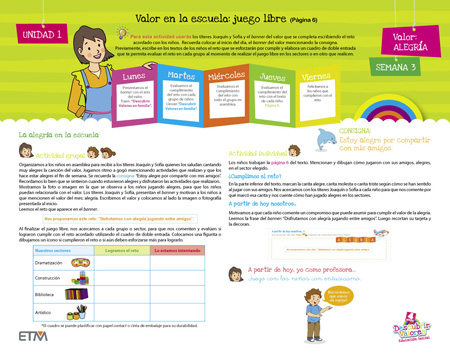 Valor en la escuela: juego libre (Página 6)
UNIDAD 1
Para esta actividad usarás los títeres Joaquín y Sofía y el banner del valor que se completa escribiendo el reto
acordado con los niños. Recuerda colocar el inicio del día, el banner del valor mencionando la consigna.
Previamente, escribe en los textos de los niños el reto que se esforzarán por cumplir y elabora un cuadro de doble entrada
que te permita evaluar el reto en cada grupo al momento de realizar el juego libre en los sectores o en otro que realices.
Valor:
ALEGRÍA
SEMANA 3
Lunes
Presentamos el
banner con el reto
del valor.
Texto "Descubrir
Valores en familia"
Martes
Evaluamos el
cumplimiento
del reto con
cada grupo de
niños.
Llevan "Descubrir
Valores en familia"
Miércoles
Evaluamos el
cumplimiento
del reto con
todo el grupo en
asamblea.
Jueves
Evaluamos el
cumplimiento
del reto con el texto
de cada niño.
Página 6
Viernes
Evaluamos si
cumplimos con
el reto.
La alegría en la escuela
Actividad grupal
Organizamos a los niños en asamblea para recibir a los títeres Joaquín y Sofía quienes los saludan cantando
muy alegres la canción del valor. Jugamos ritmo a gogó mencionando actividades que realizan y que los
hace estar alegres el fin de semana. Se recuerda la consigna "Estoy alegre por compartir con mis amigos".
Escribimos lo que dicen cómo se sintieron cuando estuvieron alegres y disfrutaron las actividades que realizaron.
Mostramos la foto o imagen en la que se observa a los niños jugando alegres, para que los niños
puedan relacionarla con el valor. Los títeres Joaquín y Sofía, presentan el banner y motivan a los niños a
que mencionen el valor del mes: alegría. Escribimos el valor y colocamos al lado la imagen o fotografía
presentada al inicio.
Leemos el reto que aparece en el banner:
Nos proponemos este reto: "Disfrutamos con alegría jugando entre amigos".
Al finalizar el juego libre; nos acercamos a cada grupo o sector, para que nos comenten y evalúen si
lograron cumplir con el reto acordado utilizando el cuadro de doble entrada. Colocamos una figurita o
dibujamos un ícono si cumplieron el reto o si aún deben esforzarse más para lograrlo.
Nuestros sectores
Logramos el reto
Lo estamos intentando
Dramatización
Construcción
Biblioteca
Artístico
*El cuadro se puede plastificar con papel contact o cinta de embalaje para su durabilidad.
ETM
CONSIGNA:
Estoy alegre por compartir
con mis amigos.
Actividad individual
Los niños trabajan la página 6 del texto. Mencionan y dibujan cómo jugaron con sus amigos, alegres,
en el sector elegido.
¿Cumplimos el reto?
En la parte inferior del texto, marcan la carita alegre, carita molesta o carita triste según cómo se han sentido
al jugar con sus amigos. Nos acercamos con los títeres Joaquín o Sofía a cada niño para que nos comente por
qué marcó esa carita y nos cuente cómo han jugado alegres en los sectores.
A partir de hoy nosotros..
Mostramos a que cada niño comente un compromiso que puede asumir para cumplir el valor de la alegría.
Leemos la frase del banner: "Disfrutamos con alegría jugando entre amigos". Luego recortan su tarjeta y
la decoran.
A partir de hoy, yo como profesora...
Juego con los niños con entusiasmo.
Descubrir
Valores